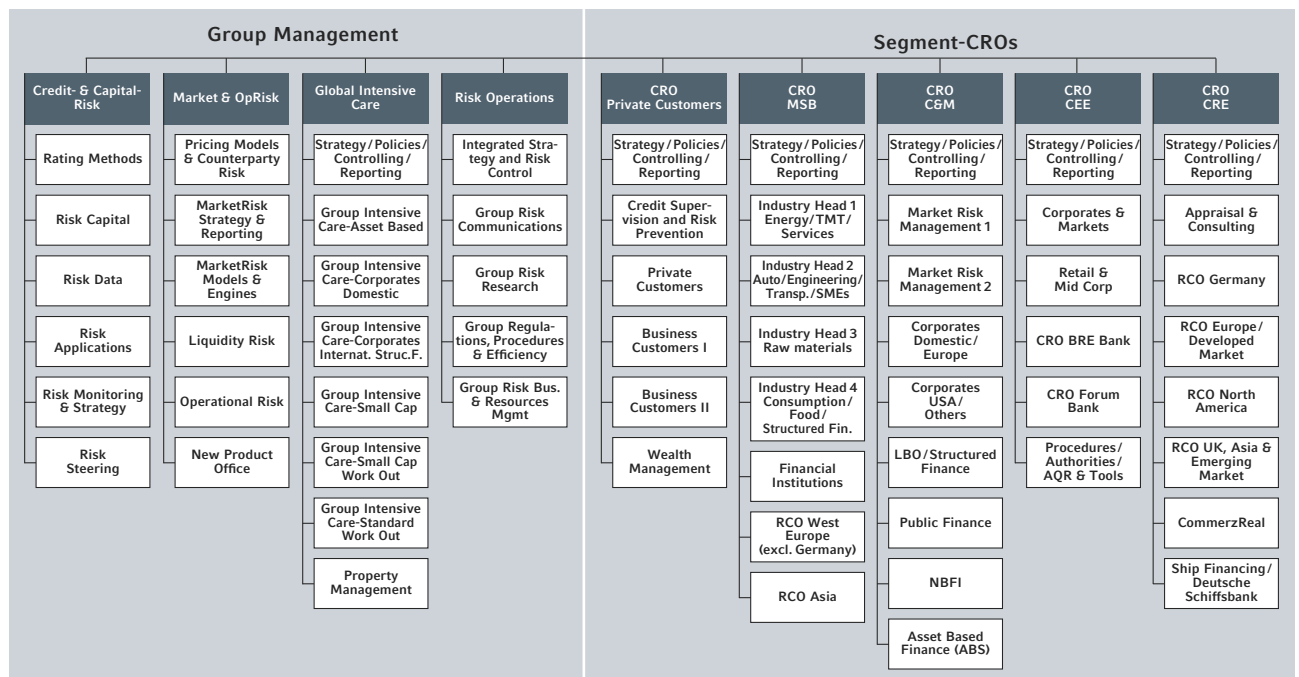 Group Management
Segment-CROs
Credit- & Capital-
Risk
Market & OpRisk
Global Intensive
Care
Risk Operations
CRO
Private Customers
CRO
MSB
CRO
C&M
CRO
CEE
CRO
CRE
Rating Methods
Risk Capital
Risk Data
Risk
Applications
Risk Monitoring
& Strategy
Risk
Steering
Pricing Models
& Counterparty
Risk
MarketRisk
Strategy &
Reporting
MarketRisk
Models &
Engines
Liquidity Risk
Operational Risk
New Product
Office
Strategy/Policies/
Controlling/
Reporting
Group Intensive
Care-Asset Based
Group Intensive
Care-Corporates
Domestic
Group Intensive
Care-Corporates
Internat. Struc.F.
Group Intensive
Care-Small Cap
Group Intensive
Care-Small Cap
Work Out
Group Intensive
Care-Standard
Work Out
Property
Management
Integrated Stra-
tegy and Risk
Control
Group Risk
Communications
Group Risk
Research
Group Regula-
tions, Procedures
& Efficiency
Group Risk Bus.
& Resources
Mgmt
Strategy/Policies/
Controlling/
Reporting
Credit Super-
vision and Risk
Prevention
Private
Customers
Business
Customers I
Business
Customers II
Wealth
Management
Strategy/Policies/
Controlling/
Reporting
Industry Head 1
Energy/TMT/
Services
Industry Head 2
Auto/Engineering/
Transp./SMEs
Industry Head 3
Raw materials
Industry Head 4
Consumption/
Food/
Structured Fin.
Financial
Institutions
RCO West
Europe
(excl. Germany)
RCO Asia
Strategy/Policies/
Controlling/
Reporting
Market Risk
Management 1
Market Risk
Management 2
Corporates
Domestic/
Europe
Corporates
USA/
Others
LBO/Structured
Finance
Public Finance
NBFI
Asset Based
Finance (ABS)
Strategy/Policies/
Controlling/
Reporting
Corporates &
Markets
Retail &
Mid Corp
CRO BRE Bank
CRO Forum
Bank
Procedures/
Authorities/
AQR & Tools
Strategy/Policies/
Controlling/
Reporting
Appraisal &
Consulting
RCO Germany
RCO Europe/
Developed
Market
RCO North
America
RCO UK, Asia &
Emerging
Market
CommerzReal
Ship Financing/
Deutsche
Schiffsbank